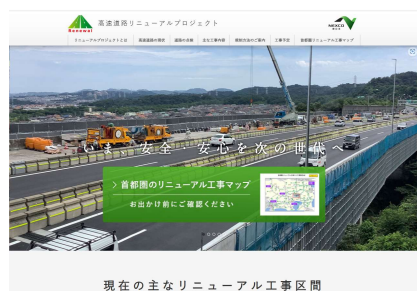 Renewal
高速道路リニューアルプロジェクト
NEXCO
リニューアルプロジェクトとは
高速道路の現状
道路の点検
主な工事内容
規制方法のご案内
工事予定
首都圏リニューアル工事マップ
いま、安全・安心を次の世代へ
首都圏のリニューアル工事マップ
お出かけ前にご確認ください
現在の主なリニューアル工事区間